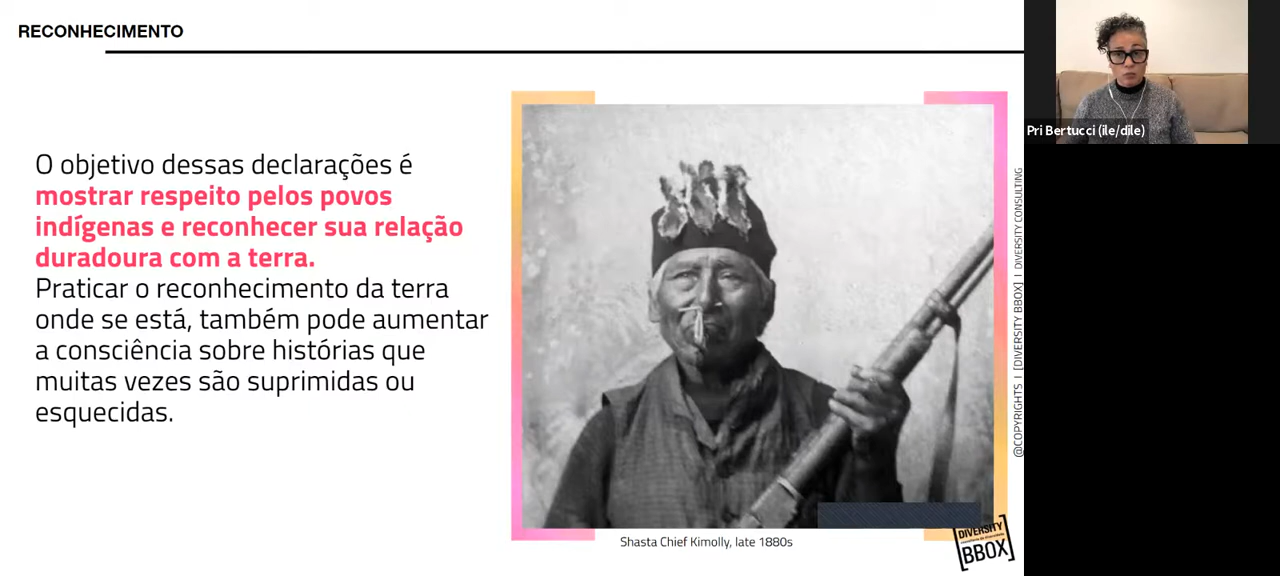 RECONHECIMENTO
O objetivo dessas declarações é
mostrar respeito pelos povos
indígenas e reconhecer sua relação
duradoura com a terra.
Praticar o reconhecimento da terra
onde se está, também pode aumentar
a consciência sobre histórias que
muitas vezes são suprimidas ou
esquecidas.
Shasta Chief Kimolly, late 1880s
@COPYRIGHTS I [DIVERSITY BBOX] I DIVERSITY CONSULTING
DIVERSITY
BBOX
Pri Bertucci (ile/dile)